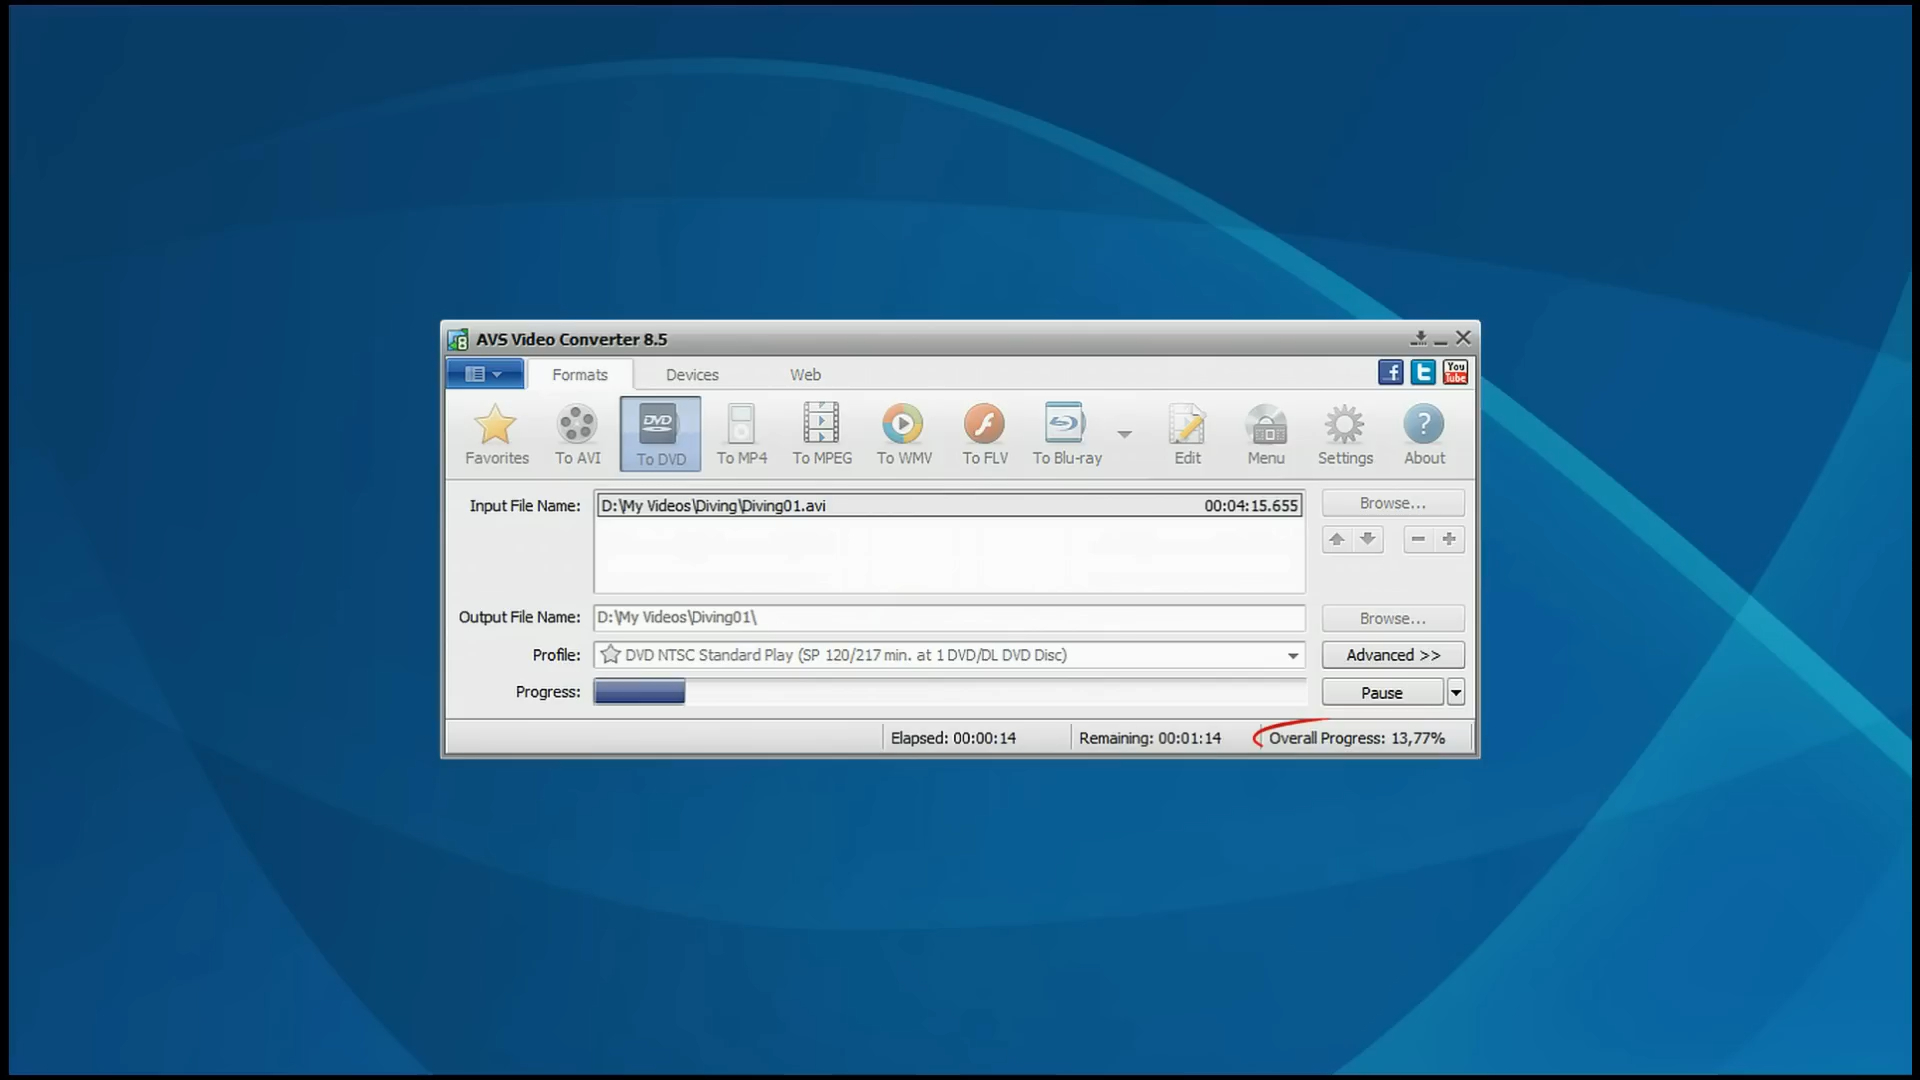 AVS Video Converter 8.5
Formats Devices Web
You Tube
Favorites To AVI To DVD To MP4 To MPEG To WMV To FLV To Blu-ray Edit Menu Settings About
DVD
Input File Name: D:\My Videos\Diving\Diving01.avi 00:04:15.655 Browse...
Output File Name: D:\My Videos\Diving01\ Browse...
Profile: DVD NTSC Standard Play (SP 120/217 min. at 1 DVD/DL DVD Disc) Advanced >>
Progress: Pause
Elapsed: 00:00:14 Remaining: 00:01:14 Overall Progress: 13,77%